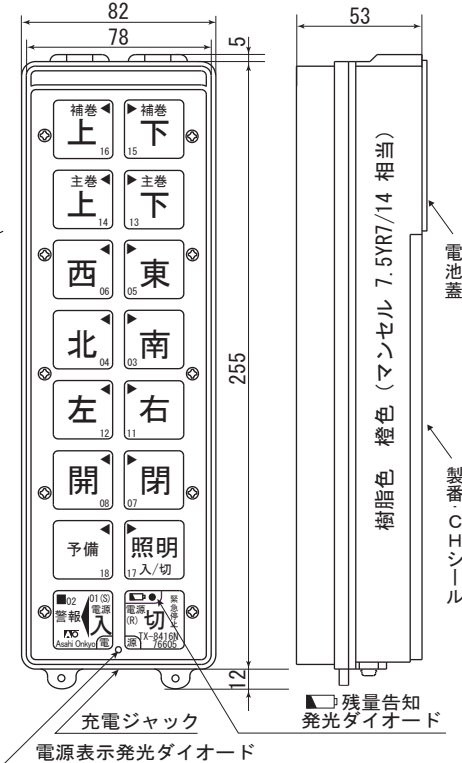 82
78
53
5
補巻
上
16
補巻
下
15
主巻
上
14
主巻
下
13
西
06
東
05
北
04
南
03
左
12
右
11
開
08
閉
07
予備
18
照明
17 入/切
02
01(S)
警報
電源
入
電
Asahi Onkyo
電源
(R)
切
緊急停止
源
TX-8416N
76605
255
12
樹脂色 橙色 (マンセル 7.5YR7/14 相当)
電池蓋
製番・CHシール
充電ジャック
電源表示発光ダイオード
残量告知
発光ダイオード